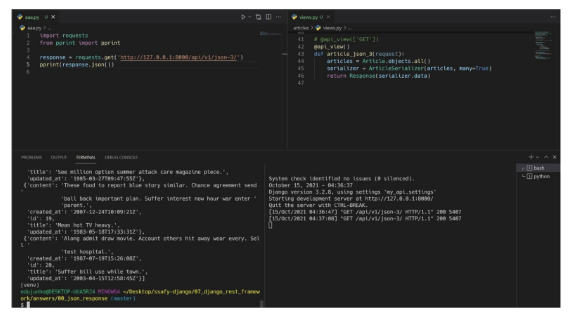 aaa.py U
views.py U
aaa.py > ...
articles > views.py > ...
1 import requests
2 from pprint import pprint
3
4 response = requests.get('http://127.0.0.1:8000/api/v1/json-3/')
5 pprint(response.json())
6
41 # @api_view(['GET'])
42 @api_view()
43 def article_json_3(request):
44 articles = Article.objects.all()
45 serializer = ArticleSerializer(articles, many=True)
46 return Response(serializer.data)
47
PROBLEMS OUTPUT TERMINAL DEBUG CONSOLE
bash
python
'title': 'See million option summer attack care magazine piece.',
'updated_at': '1985-03-27T09:47:55Z'},
{'content': 'These food to report blue story similar. Chance agreement send
'
'ball back important plan. Suffer interest new hour war enter '
'parent.',
'created_at': '2007-12-24T10:09:21Z',
'id': 19,
'title': 'Mean hot TV heavy.',
'updated_at': '1983-05-18T17:33:31Z'},
{'content': 'Along admit draw movie. Account others hit away wear every. Sel
l '
'test hospital.',
'created_at': '1987-07-19T15:26:08Z',
'id': 20,
'title': 'Suffer bill use while town.',
'updated_at': '2003-04-15T12:58:45Z'}]
(venv)
MINGW64 ~/Desktop/ssafy-django/07_django_rest_framew
ork/answers/00_json_response (master)
$
System check identified no issues (0 silenced).
October 15, 2021 - 04:36:37
Django version 3.2.8, using settings 'my_api.settings'
Starting development server at http://127.0.0.1:8000/
Quit the server with CTRL-BREAK.
[15/Oct/2021 04:36:47] "GET /api/v1/json-3/ HTTP/1.1" 200 5407
[15/Oct/2021 04:37:08] "GET /api/v1/json-3/ HTTP/1.1" 200 5407